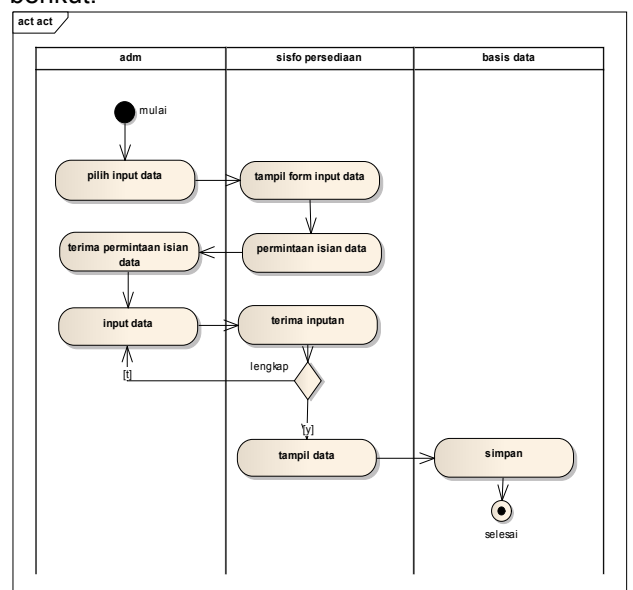 berikut:
act act
adm
sisfo persediaan
basis data
mulai
pilih input data
tampil form input data
terima permintaan isian
data
permintaan isian data
input data
terima inputan
lengkap
[t]
[y]
tampil data
simpan
selesai